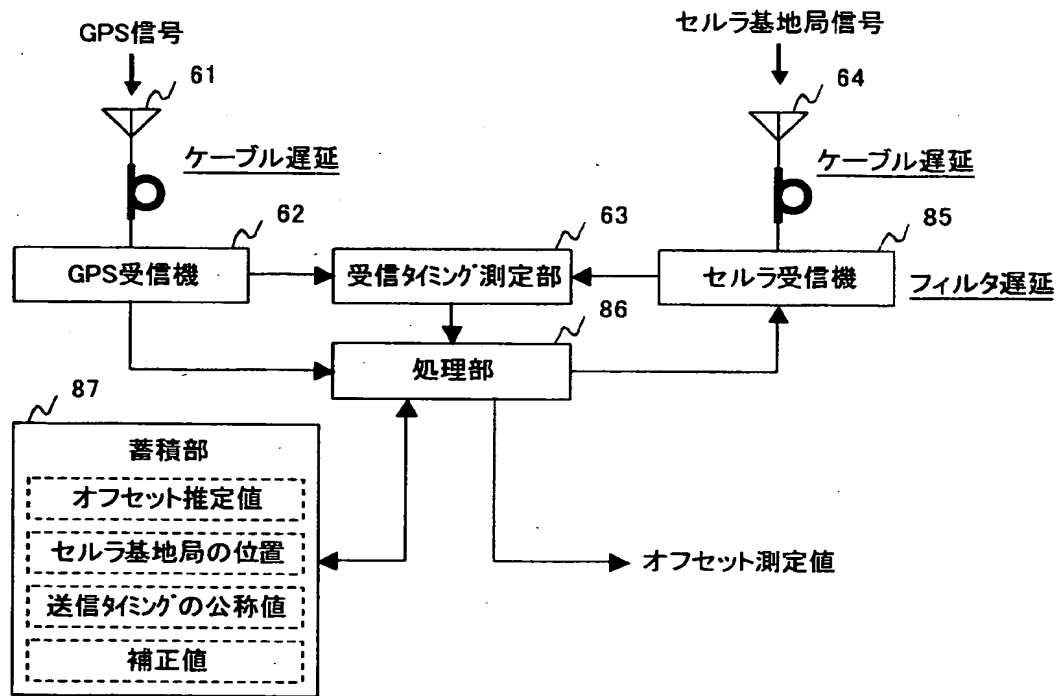 GPS信号
セルラ基地局信号
61
64
ケーブル遅延
ケーブル遅延
62
63
85
GPS受信機
受信タイミング測定部
セルラ受信機
フィルタ遅延
86
処理部
87
蓄積部
オフセット推定値
セルラ基地局の位置
送信タイミングの公称値
補正値
オフセット測定値